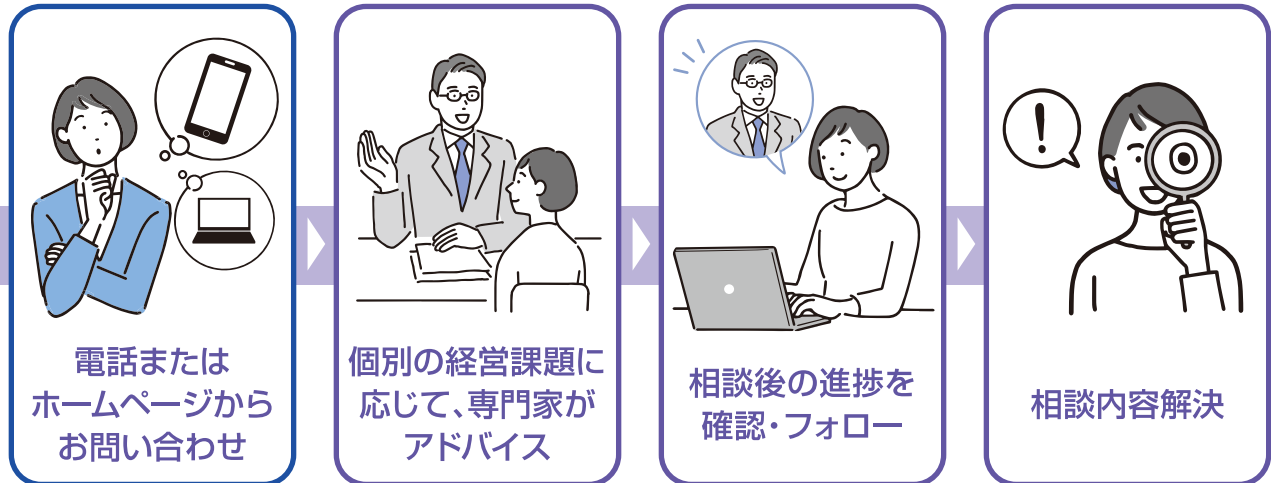 電話または
ホームページから
お問い合わせ
個別の経営課題に
応じて、専門家が
アドバイス
相談後の進捗を
確認・フォロー
!
相談内容解決